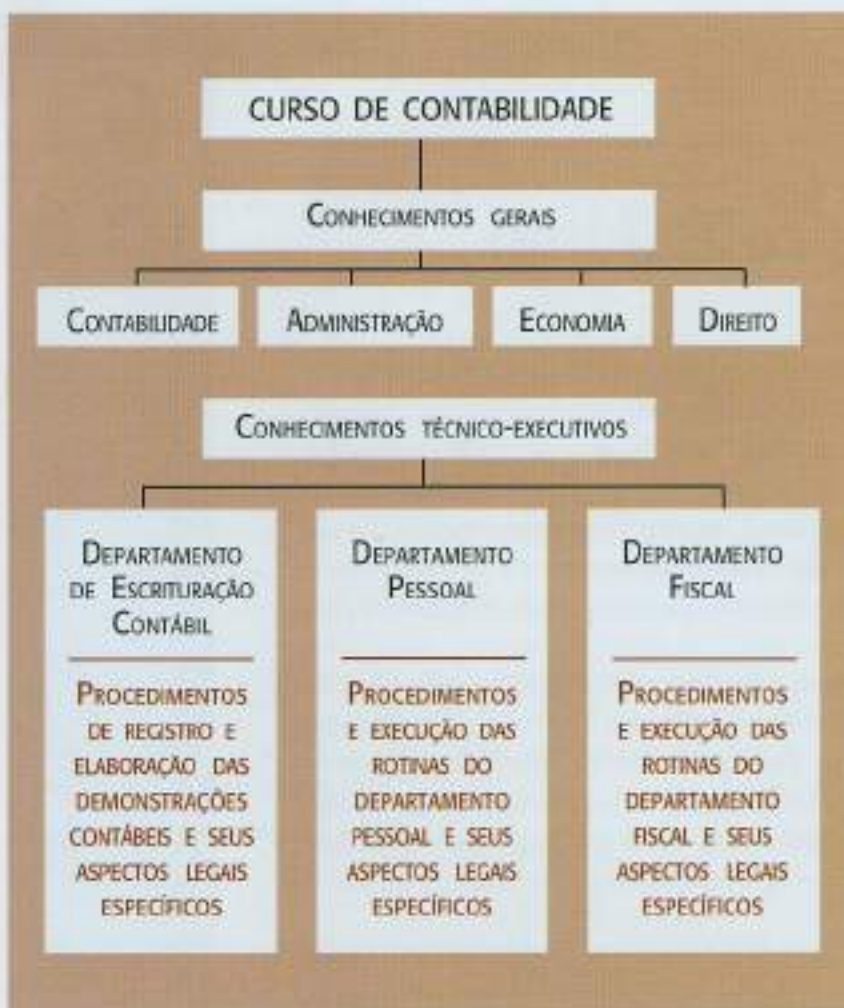 CURSO DE CONTABILIDADE
CONHECIMENTOS GERAIS
CONTABILIDADE
ADMINISTRAÇÃO
ECONOMIA
DIREITO
CONHECIMENTOS TÉCNICO-EXECUTIVOS
DEPARTAMENTO
DE ESCRITURAÇÃO
CONTÁBIL
PROCEDIMENTOS
DE REGISTRO E
ELABORAÇÃO DAS
DEMONSTRAÇÕES
CONTÁBEIS E SEUS
ASPECTOS LEGAIS
ESPECÍFICOS
DEPARTAMENTO
PESSOAL
PROCEDIMENTOS
E EXECUÇÃO DAS
ROTINAS DO
DEPARTAMENTO
PESSOAL E SEUS
ASPECTOS LEGAIS
ESPECÍFICOS
DEPARTAMENTO
FISCAL
PROCEDIMENTOS
E EXECUÇÃO DAS
ROTINAS DO
DEPARTAMENTO
FISCAL E SEUS
ASPECTOS LEGAIS
ESPECÍFICOS